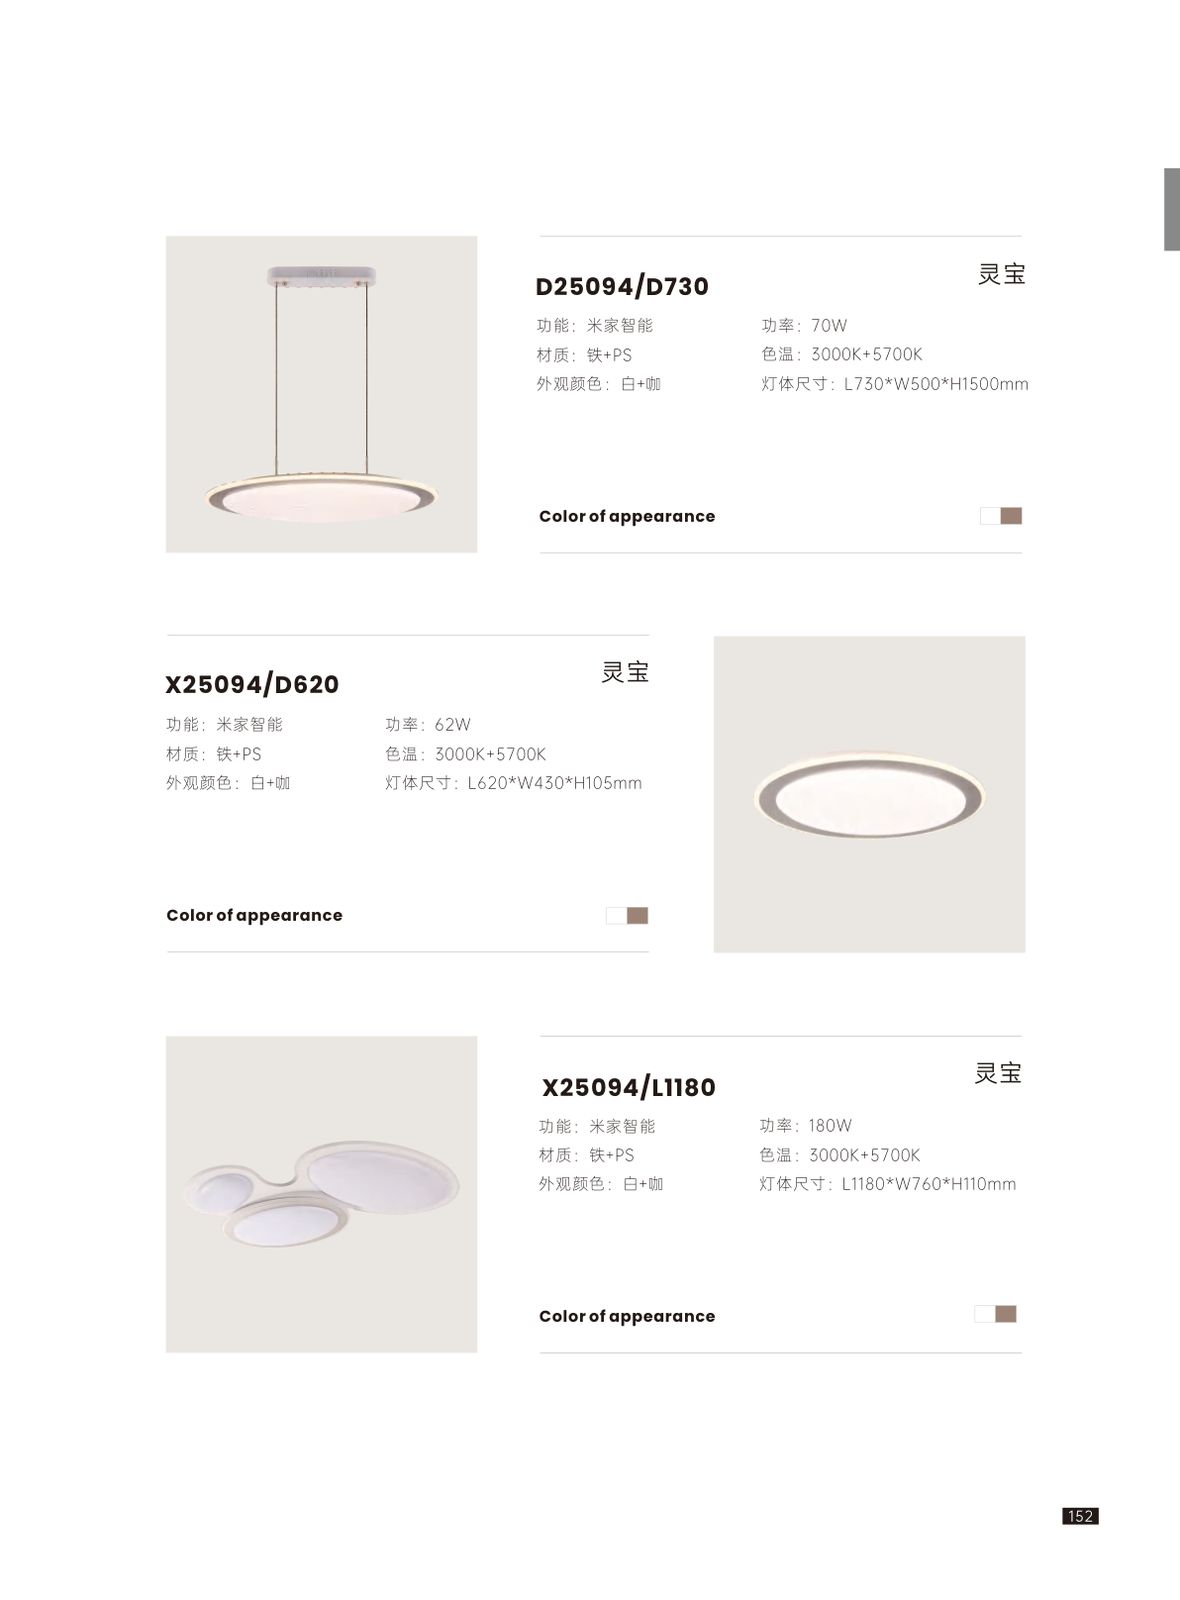 灵宝
D25094/D730
功能：米家智能
功率：70W
材质：铁+PS
色温：3000K+5700K
外观颜色：白+咖
灯体尺寸：L730*W500*H1500mm
Color of appearance
灵宝
X25094/D620
功能：米家智能
功率：62W
材质：铁+PS
色温：3000K+5700K
外观颜色：白+咖
灯体尺寸：L620*W430*H105mm
Color of appearance
灵宝
X25094/L1180
功能：米家智能
功率：180W
材质：铁+PS
色温：3000K+5700K
外观颜色：白+咖
灯体尺寸：L1180*W760*H110mm
Color of appearance
152